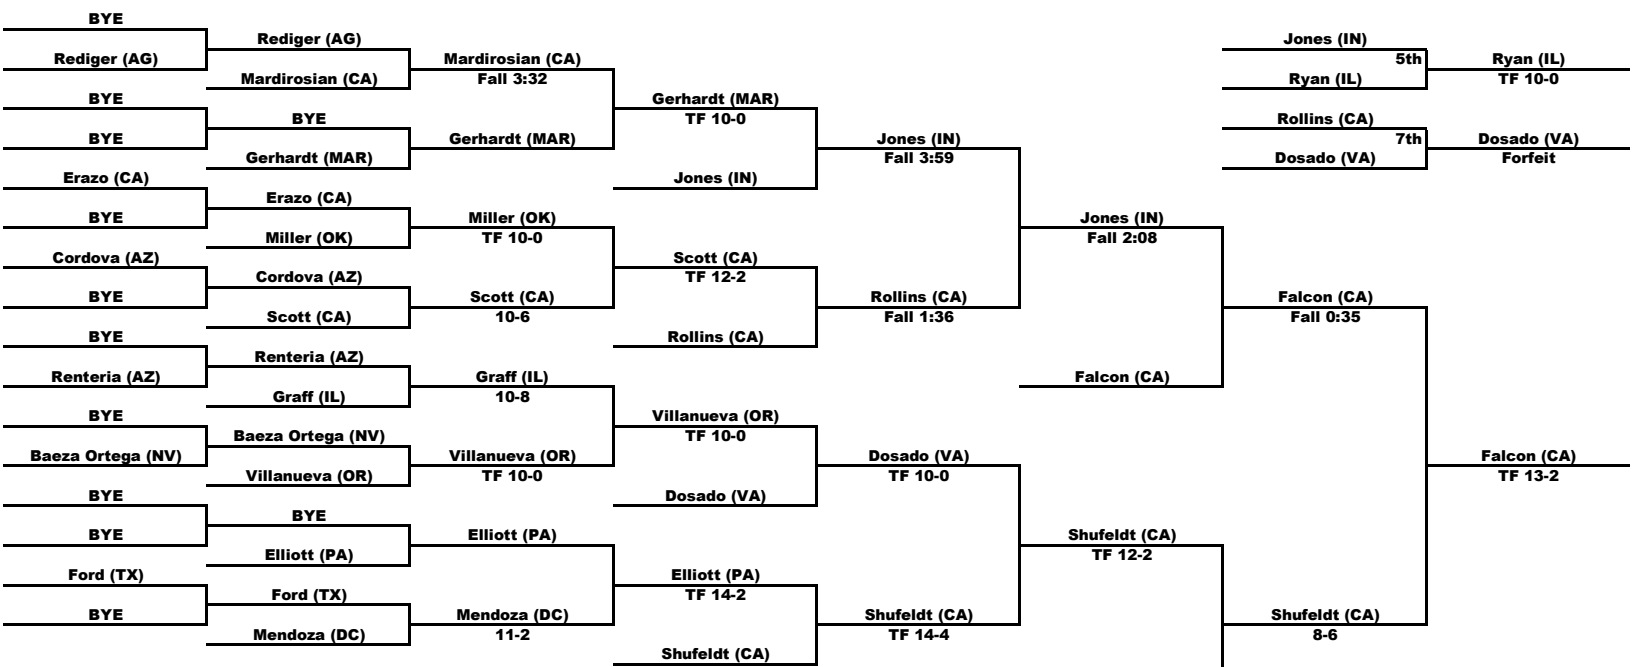 BYE
Rediger (AG)
BYE
BYE
Erazo (CA)
BYE
Cordova (AZ)
BYE
BYE
Renteria (AZ)
BYE
Baeza Ortega (NV)
BYE
BYE
Ford (TX)
BYE
Rediger (AG)
Mardirosian (CA)
BYE
Gerhardt (MAR)
Erazo (CA)
Miller (OK)
Cordova (AZ)
Scott (CA)
Renteria (AZ)
Graff (IL)
Baeza Ortega (NV)
Villanueva (OR)
BYE
Elliott (PA)
Ford (TX)
Mendoza (DC)
Mardirosian (CA)
Fall 3:32
Gerhardt (MAR)
Miller (OK)
TF 10-0
Scott (CA)
10-6
Graff (IL)
10-8
Villanueva (OR)
TF 10-0
Elliott (PA)
Mendoza (DC)
11-2
Gerhardt (MAR)
TF 10-0
Jones (IN)
Scott (CA)
TF 12-2
Rollins (CA)
Villanueva (OR)
TF 10-0
Dosado (VA)
Elliott (PA)
TF 14-2
Shufeldt (CA)
Jones (IN)
Fall 3:59
Rollins (CA)
Fall 1:36
Dosado (VA)
TF 10-0
Shufeldt (CA)
TF 14-4
Jones (IN)
Fall 2:08
Falcon (CA)
Shufeldt (CA)
TF 12-2
Jones (IN)
5th
Ryan (IL)
Rollins (CA)
7th
Dosado (VA)
Falcon (CA)
Fall 0:35
Shufeldt (CA)
8-6
Ryan (IL)
TF 10-0
Dosado (VA)
Forfeit
Falcon (CA)
TF 13-2